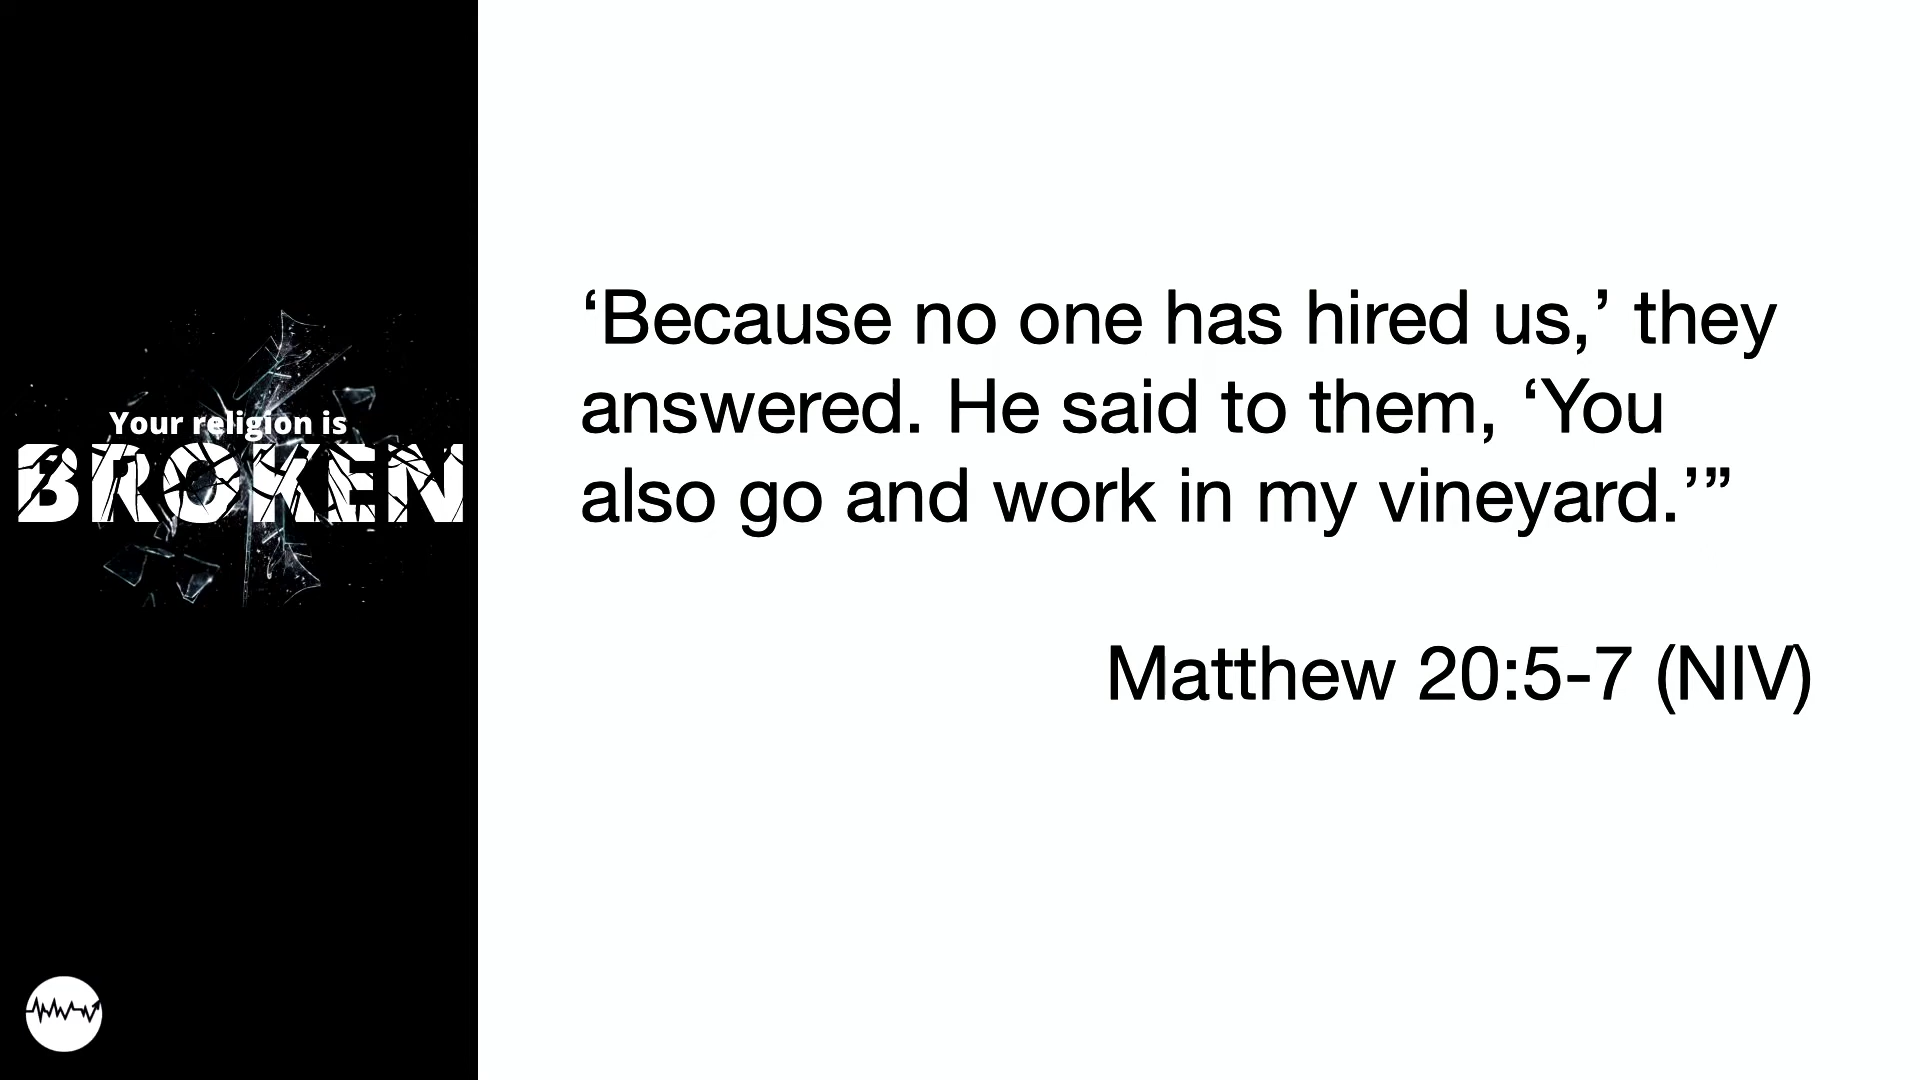 Your religion is
BROKEN
‘Because no one has hired us,’ they
answered. He said to them, ‘You
also go and work in my vineyard.’”
Matthew 20:5-7 (NIV)